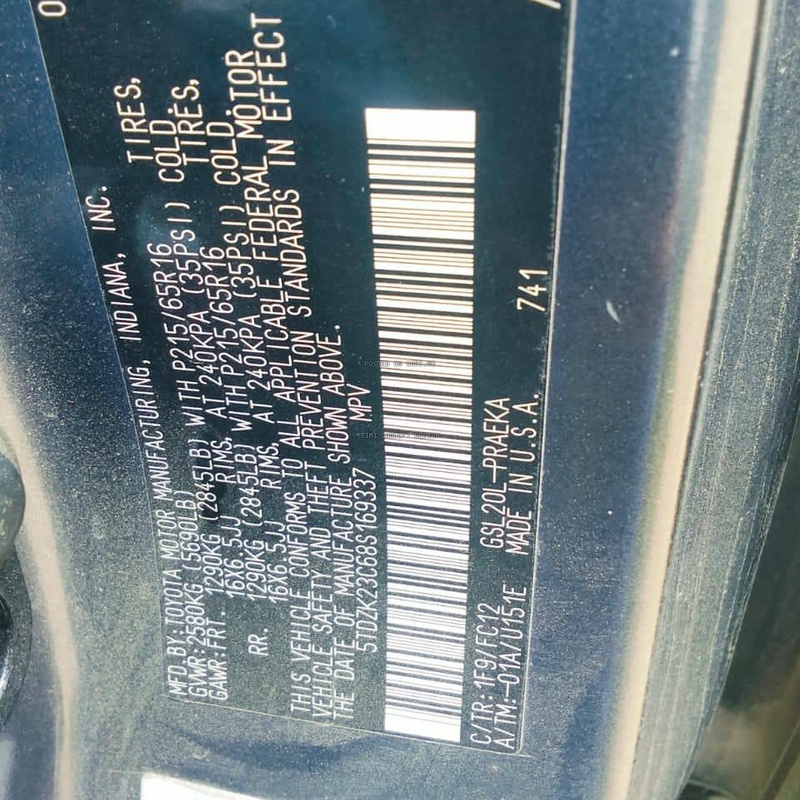 MFD BY:TOYOTA MOTOR MANUFACTURING, INDIANA, INC.
GVWR:2580KG (5690LB)
GAWR:FRT. 1290KG (2845LB) WITH P215/65R16 TIRES,
16X6.5JJ RIMS, AT 240KPA (35PSI) COLD
RR. 1290KG (2845LB) WITH P215/65R16 TIRES,
16X6.5JJ RIMS, AT 240KPA (35PSI) COLD.
THIS VEHICLE CONFORMS TO ALL APPLICABLE FEDERAL MOTOR
VEHICLE SAFETY AND THEFT PREVENTION STANDARDS IN EFFECT
THE DATE OF MANUFACTURE SHOWN ABOVE.
5TDZK23C68S169337 MPV
C/TR:1F9/FC12 GSL20L-PRAEKA
A/TM:-01A/U151E MADE IN U.S.A. 741